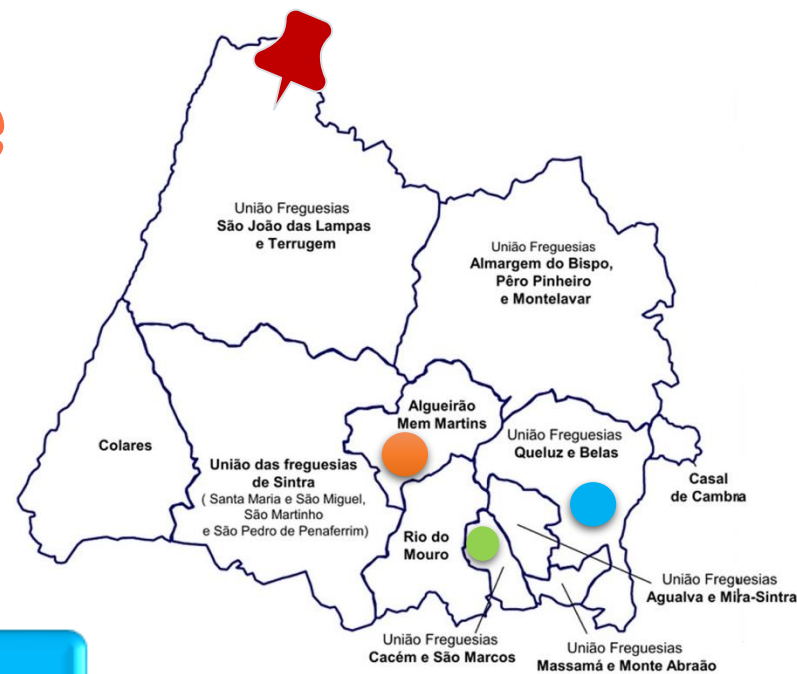 União Freguesias
São João das Lampas
e Terrugem
União Freguesias
Almargem do Bispo,
Pêro Pinheiro
e Montelavar
Algueirão
Mem Martins
União Freguesias
Queluz e Belas
Colares
União das freguesias
de Sintra
( Santa Maria e São Miguel,
São Martinho
e São Pedro de Penaferrim)
Casal
de Cambra
Rio do
Mouro
União Freguesias
Agualva e Mira-Sintra
União Freguesias
Cacém e São Marcos
União Freguesias
Massamá e Monte Abraão